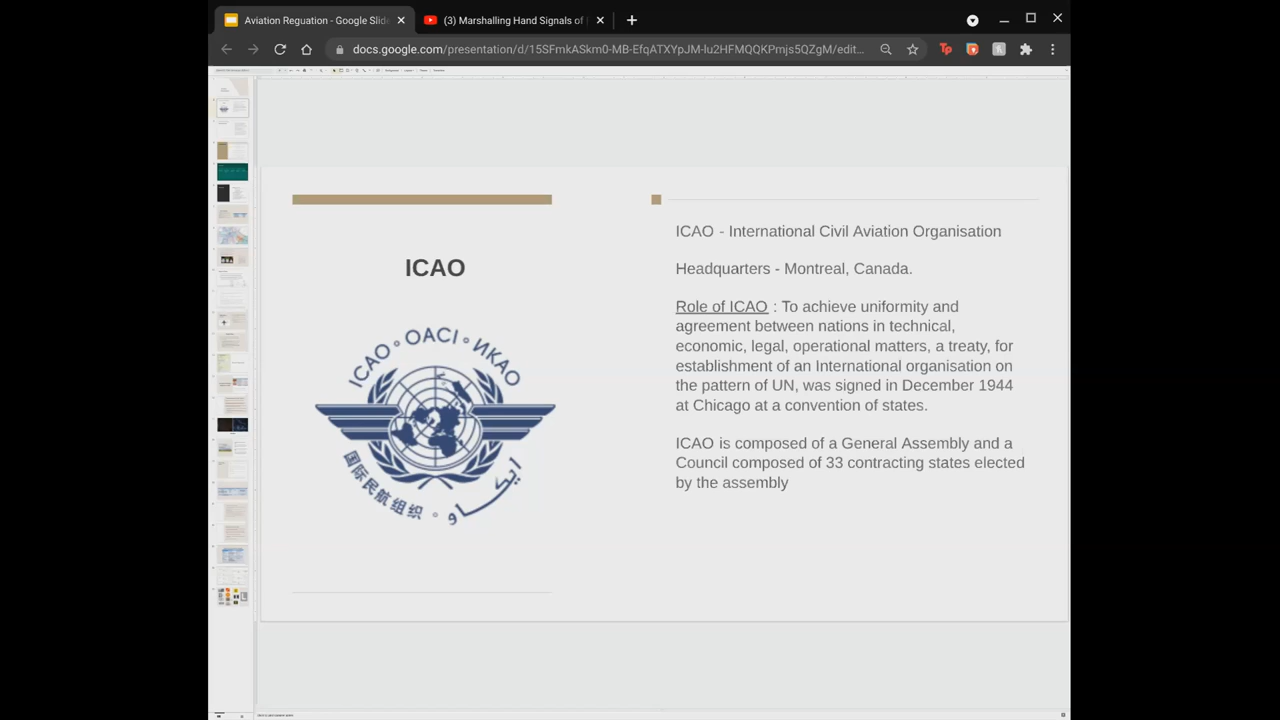 Aviation Reguation - Google Slide
(3) Marshalling Hand Signals of
docs.google.com/presentation/d/15SFmkASkm0-MB-EfqATXYpJM-lu2HFMQQKPmjs5QZgM/edit...
ICAO
ICAO ∘ OACI ∘ ИКАО
国际民航组织 ∘ إيكاو
ICAO - International Civil Aviation Organisation
Headquarters - Montreal, Canada.
Role of ICAO : To achieve uniformity and
agreement between nations in technical,
economic, legal, operational matters, a treaty, for
establishment of an International Organisation on
the pattern of UN, was signed in December 1944
at Chicago at a convention of states.
ICAO is composed of a General Assembly and a
Council composed of 33 contracting states elected
by the assembly